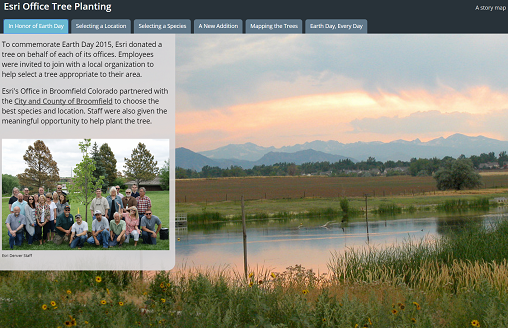 Esri Office Tree Planting
A story map
In Honor of Earth Day
Selecting a Location
Selecting a Species
A New Addition
Mapping the Trees
Earth Day, Every Day
To commemorate Earth Day 2015, Esri donated a
tree on behalf of each of its offices. Employees
were invited to join with a local organization to
help select a tree appropriate to their area.
Esri's Office in Broomfield Colorado partnered with
the City and County of Broomfield to choose the
best species and location. Staff were also given the
meaningful opportunity to help plant the tree.
Esri Denver Staff